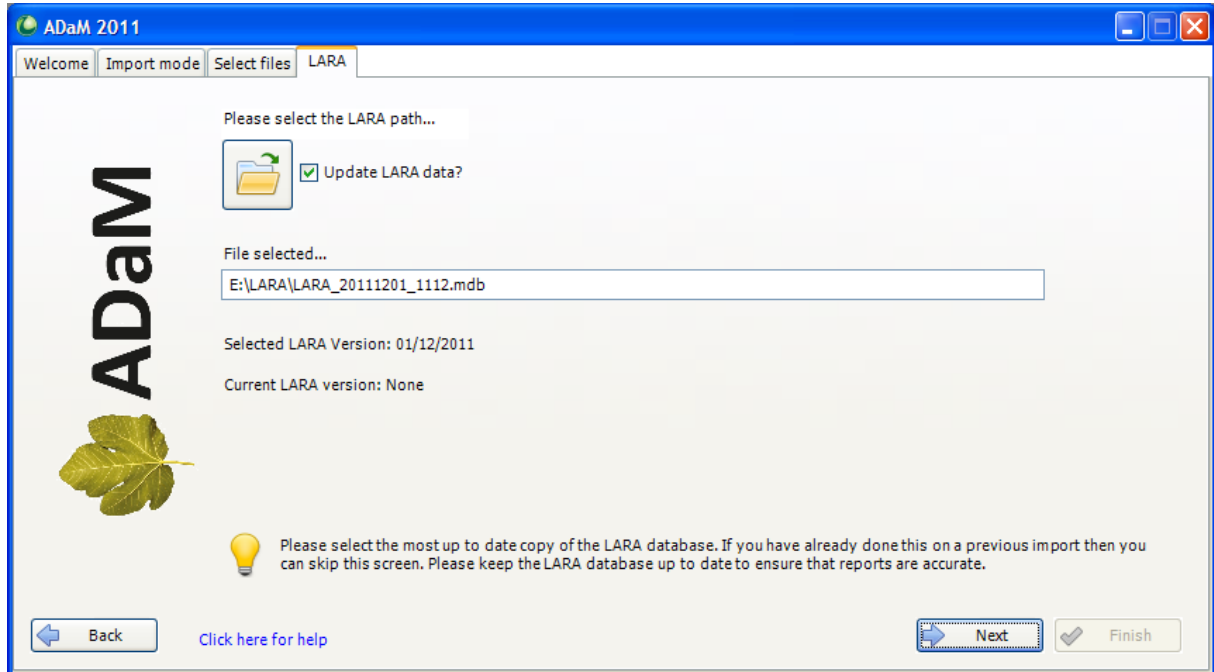 ADaM 2011
Welcome Import mode Select files LARA
Please select the LARA path...
Update LARA data?
ADaM
File selected...
E:\LARA\LARA_20111201_1112.mdb
Selected LARA Version: 01/12/2011
Current LARA version: None
Please select the most up to date copy of the LARA database. If you have already done this on a previous import then you
can skip this screen. Please keep the LARA database up to date to ensure that reports are accurate.
Back Click here for help Next Finish